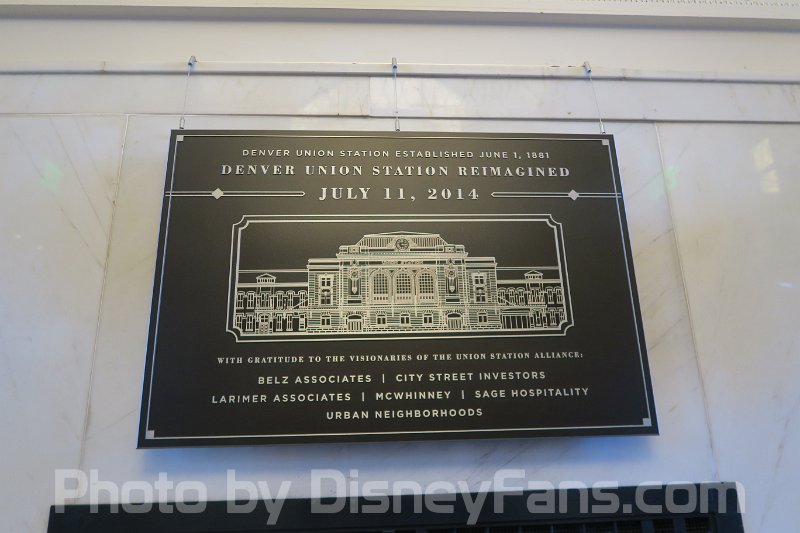 DENVER UNION STATION ESTABLISHED JUNE 1, 1881
DENVER UNION STATION REIMAGINED
JULY 11, 2014
UNION STATION
WITH GRATITUDE TO THE VISIONARIES OF THE UNION STATION ALLIANCE:
BELZ ASSOCIATES | CITY STREET INVESTORS
LARIMER ASSOCIATES | MCWHINNEY | SAGE HOSPITALITY
URBAN NEIGHBORHOODS
Photo by DisneyFans.com